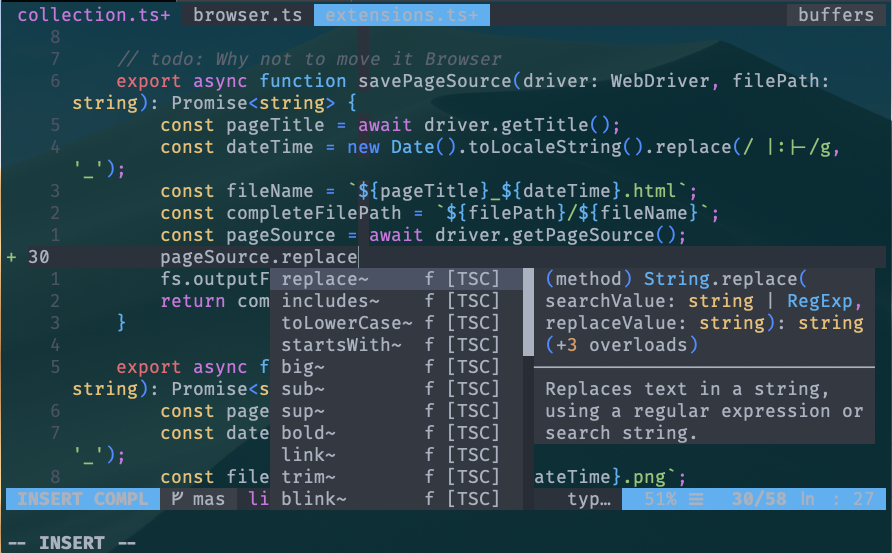 collection.ts+ browser.ts extensions.ts+ buffers
8
7 // todo: Why not to move it Browser
6 export async function savePageSource(driver: WebDriver, filePath:
string): Promise<string> {
5 const pageTitle = await driver.getTitle();
4 const dateTime = new Date().toLocaleString().replace(/ |:|-/g,
'_');
3 const fileName = `${pageTitle}_${dateTime}.html`;
2 const completeFilePath = `${filePath}/${fileName}`;
1 const pageSource = await driver.getPageSource();
+ 30 pageSource.replace
1 fs.outputF replace~ f [TSC] (method) String.replace(
2 return com includes~ f [TSC] searchValue: string | RegExp,
3 } toLowerCase~ f [TSC] replaceValue: string): string
4 startsWith~ f [TSC] (+3 overloads)
5 export async f big~ f [TSC]
string): Promise<s sub~ f [TSC] Replaces text in a string,
6 const page sup~ f [TSC] using a regular expression or
7 const date bold~ f [TSC] search string.
'_'); link~ f [TSC]
8 const file trim~ f [TSC] ateTime}.png`;
INSERT COMPL mas li blink~ f [TSC] typ… 51% ☰ 30/58 ln : 27
-- INSERT --